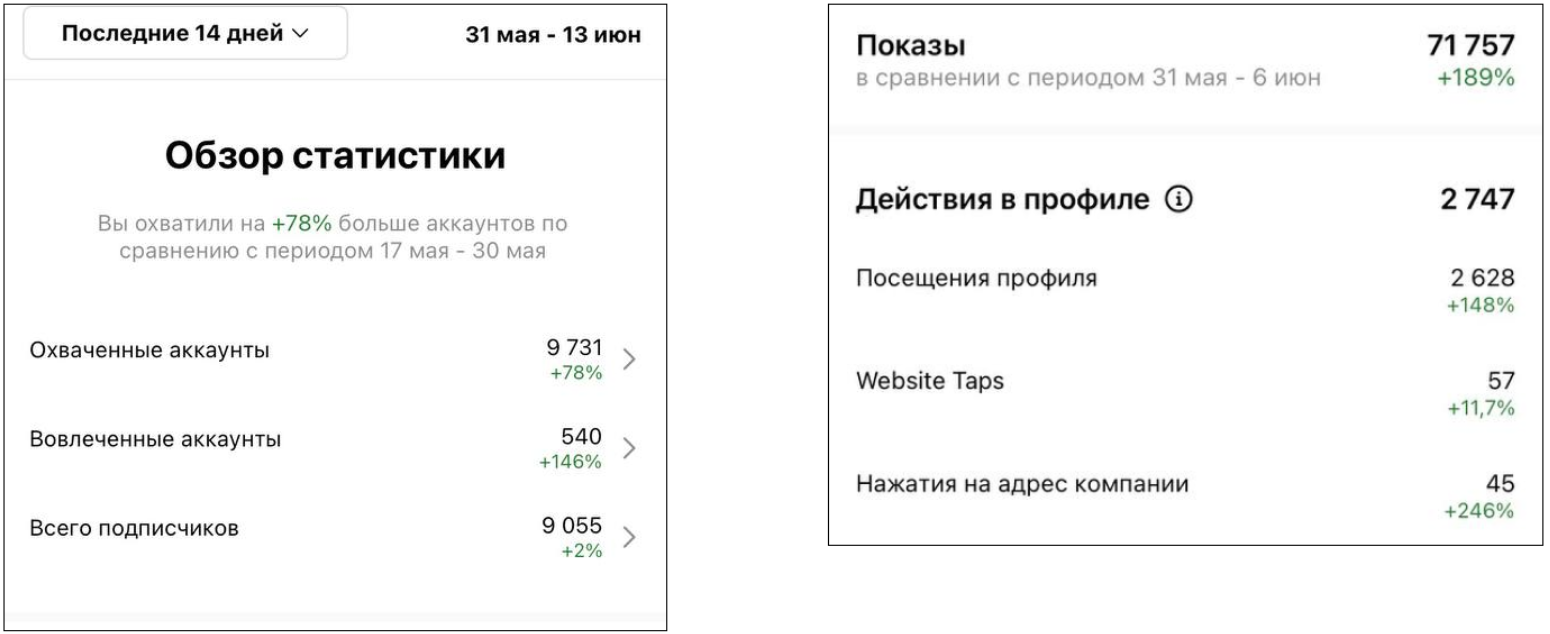 Последние 14 дней
31 мая - 13 июн
Обзор статистики
Вы охватили на +78% больше аккаунтов по
сравнению с периодом 17 мая - 30 мая
Охваченные аккаунты
9 731
+78%
Вовлеченные аккаунты
540
+146%
Всего подписчиков
9 055
+2%
Показы
71 757
в сравнении с периодом 31 мая - 6 июн
+189%
Действия в профиле
2 747
Посещения профиля
2 628
+148%
Website Taps
57
+11,7%
Нажатия на адрес компании
45
+246%